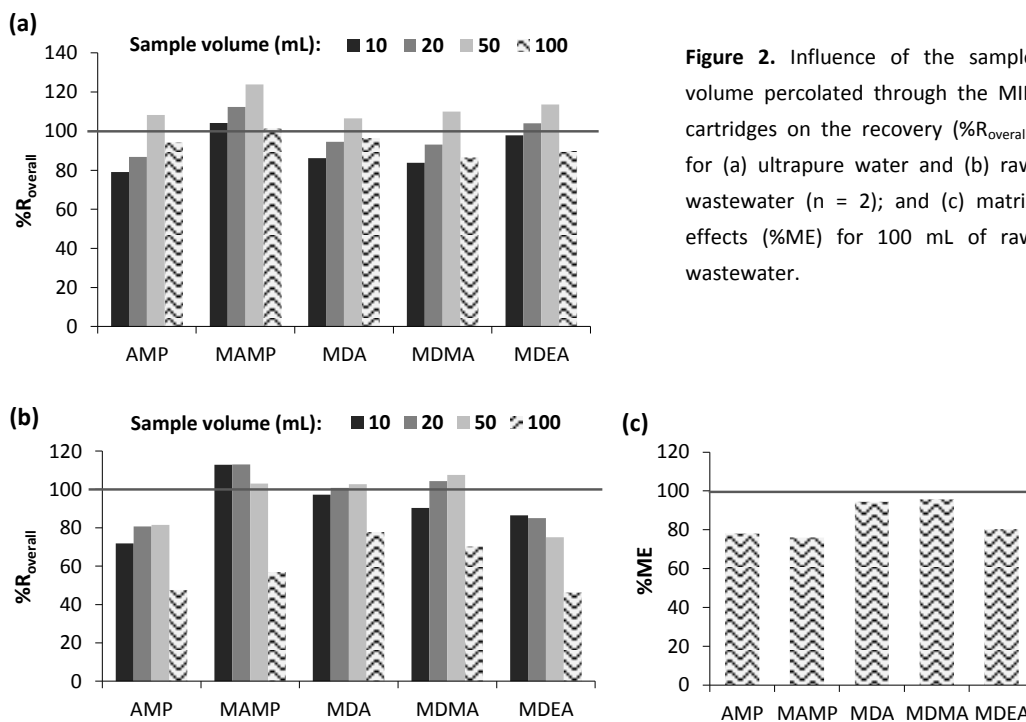 (a)
Sample volume (mL): 10 20 50 100
140
120
100
80
60
40
20
0
%Roverall
AMP MAMP MDA MDMA MDEA
Figure 2. Influence of the sample
volume percolated through the
cartridges on the recovery (%Roverall
for (a) ultrapure water and (b) raw
wastewater (n = 2); and (c)
effects (%ME) for 100 mL of raw
wastewater.
(b)
Sample volume (mL): 10 20 50 100
120
100
80
60
40
20
0
%Roverall
AMP MAMP MDA MDMA MDEA
(c)
120
100
80
60
40
20
0
%ME
AMP MAMP MDA MDMA MDEA